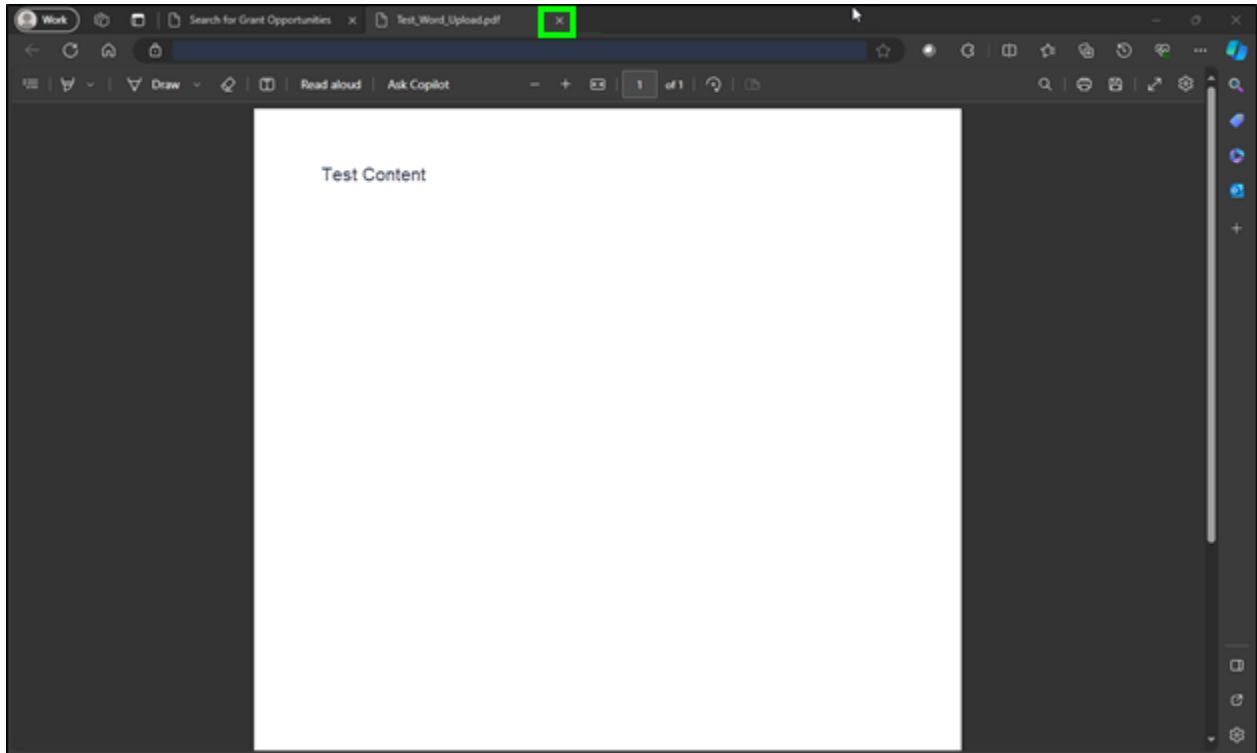 Work
Search for Grant Opportunities
Test_Word_Upload.pdf
Draw
Read aloud
Ask Copilot
1
of 1
Test Content